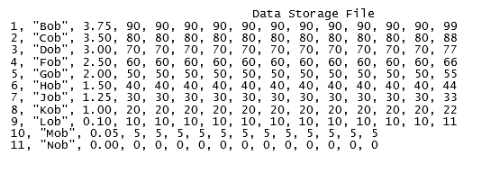 Data Storage File
1, "Bob", 3.75, 90, 90, 90, 90, 90, 90, 90, 90, 90, 90, 90, 99
2, "Cob", 3.50, 80, 80, 80, 80, 80, 80, 80, 80, 80, 80, 80, 88
3, "Dob", 3.00, 70, 70, 70, 70, 70, 70, 70, 70, 70, 70, 70, 77
4, "Fob", 2.50, 60, 60, 60, 60, 60, 60, 60, 60, 60, 60, 60, 66
5, "Gob", 2.00, 50, 50, 50, 50, 50, 50, 50, 50, 50, 50, 50, 55
6, "Hob", 1.50, 40, 40, 40, 40, 40, 40, 40, 40, 40, 40, 40, 44
7, "Job", 1.25, 30, 30, 30, 30, 30, 30, 30, 30, 30, 30, 30, 33
8, "Kob", 1.00, 20, 20, 20, 20, 20, 20, 20, 20, 20, 20, 20, 22
9, "Lob", 0.10, 10, 10, 10, 10, 10, 10, 10, 10, 10, 10, 10, 11
10, "Mob", 0.05, 5, 5, 5, 5, 5, 5, 5, 5, 5, 5, 5, 5
11, "Nob", 0.00, 0, 0, 0, 0, 0, 0, 0, 0, 0, 0, 0, 0